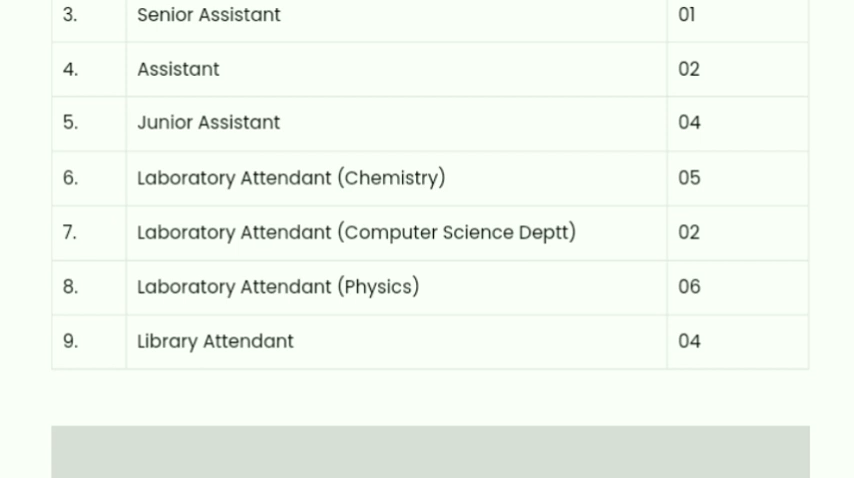 3. Senior Assistant 01
4. Assistant 02
5. Junior Assistant 04
6. Laboratory Attendant (Chemistry) 05
7. Laboratory Attendant (Computer Science Deptt) 02
8. Laboratory Attendant (Physics) 06
9. Library Attendant 04